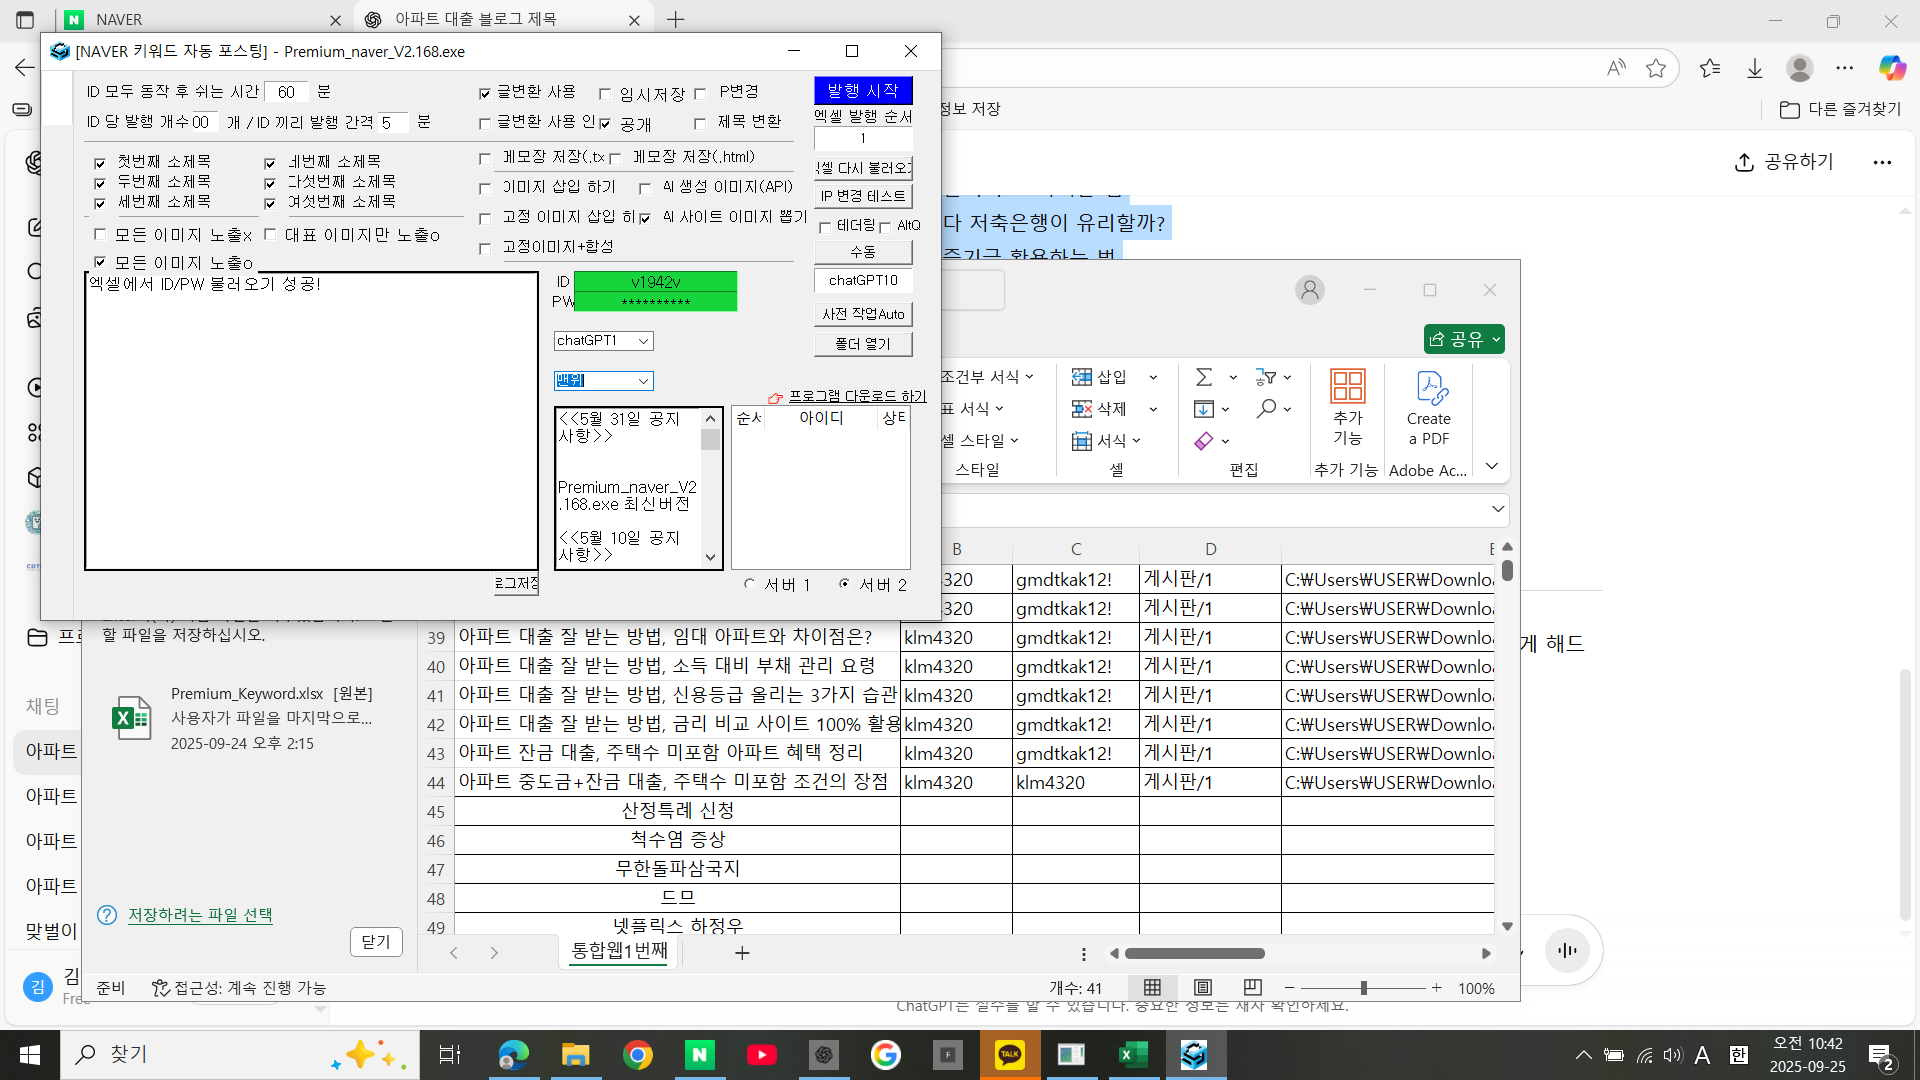 NAVER
아파트 대출 블로그 제목
[NAVER 키워드 자동 포스팅] - Premium_naver_V2.168.exe
ID 모두 동작 후 쉬는 시간 60 분
ID 당 발행 개수 00 개 / ID 끼리 발행 간격 5 분
글변환 사용
임시저장
P변경
글변환 사용 인
공개
제목 변환
발행 시작
엑셀 발행 순서
1
첫번째 소제목
네번째 소제목
두번째 소제목
다섯번째 소제목
세번째 소제목
여섯번째 소제목
메모장 저장(.tx
메모장 저장(.html)
이미지 삽입 하기
AI 생성 이미지(API)
고정 이미지 삽입 히
AI 사이트 이미지 뽑기
고정이미지+합성
모든 이미지 노출x
대표 이미지만 노출o
모든 이미지 노출o
셀 다시 불러오
IP 변경 테스트
테더링
수동
chatGPT10
사전 작업Auto
폴더 열기
엑셀에서 ID/PW 불러오기 성공!
ID v1942v
PW **********
chatGPT1
맨위
프로그램 다운로드 하기
<<5월 31일 공지
사항>>
Premium_naver_V2
.168.exe 최신버전
<<5월 10일 공지
사항>>
순서
아이디
상태
로그저장
서버 1
서버 2
정보 저장
다른 즐겨찾기
공유하기
다 저축은행이 유리할까?
중기금 활용하는 법
공유
조건부 서식
표 서식
셀 스타일
스타일
삽입
삭제
서식
셀
편집
추가
기능
추가 기능
Create
a PDF
Adobe Ac...
B C D E
4320 gmdtkak12! 게시판/1 C:₩Users₩USER₩Downloa
4320 gmdtkak12! 게시판/1 C:₩Users₩USER₩Downloa
39 아파트 대출 잘 받는 방법, 임대 아파트와 차이점은? klm4320 gmdtkak12! 게시판/1 C:₩Users₩USER₩Downloa
40 아파트 대출 잘 받는 방법, 소득 대비 부채 관리 요령 klm4320 gmdtkak12! 게시판/1 C:₩Users₩USER₩Downloa
41 아파트 대출 잘 받는 방법, 신용등급 올리는 3가지 습관 klm4320 gmdtkak12! 게시판/1 C:₩Users₩USER₩Downloa
42 아파트 대출 잘 받는 방법, 금리 비교 사이트 100% 활용 klm4320 gmdtkak12! 게시판/1 C:₩Users₩USER₩Downloa
43 아파트 잔금 대출, 주택수 미포함 아파트 혜택 정리 klm4320 gmdtkak12! 게시판/1 C:₩Users₩USER₩Downloa
44 아파트 중도금+잔금 대출, 주택수 미포함 조건의 장점 klm4320 klm4320 게시판/1 C:₩Users₩USER₩Downloa
45 산정특례 신청
46 척수염 증상
47 무한돌파삼국지
48 드므
49 넷플릭스 하정우
할 파일을 저장하십시오.
Premium_Keyword.xlsx [원본]
사용자가 파일을 마지막으로...
2025-09-24 오후 2:15
저장하려는 파일 선택
닫기
통합웹1번째
준비
접근성: 계속 진행 가능
개수: 41
100%
프로
채팅
아파트
아파트
아파트
아파트
맞벌이
김
김
Free
게 해드
ChatGPT는 실수를 할 수 있습니다. 중요한 정보는 재차 확인하세요.
찾기
TALK
A
한
오전 10:42
2025-09-25
2